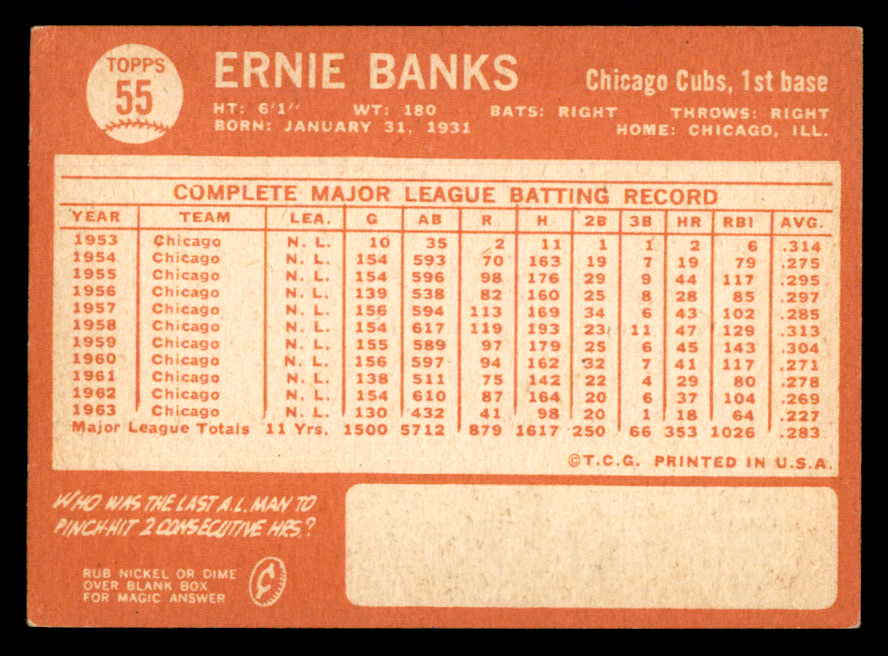 TOPPS
55
ERNIE BANKS
Chicago Cubs, 1st base
HT: 6'1" WT: 180 BATS: RIGHT THROWS: RIGHT
BORN: JANUARY 31, 1931 HOME: CHICAGO, ILL.
COMPLETE MAJOR LEAGUE BATTING RECORD
YEAR TEAM LEA. G AB R H 2B 3B HR RBI AVG.
1953 Chicago N. L. 10 35 2 11 1 1 2 6 .314
1954 Chicago N. L. 154 593 70 163 19 7 19 79 .275
1955 Chicago N. L. 154 596 98 176 29 9 44 117 .295
1956 Chicago N. L. 139 538 82 160 25 8 28 85 .297
1957 Chicago N. L. 156 594 113 169 34 6 43 102 .285
1958 Chicago N. L. 154 617 119 193 23 11 47 129 .313
1959 Chicago N. L. 155 589 97 179 25 6 45 143 .304
1960 Chicago N. L. 156 597 94 162 32 7 41 117 .271
1961 Chicago N. L. 138 511 75 142 22 4 29 80 .278
1962 Chicago N. L. 154 610 87 164 20 6 37 104 .269
1963 Chicago N. L. 130 432 41 98 20 1 18 64 .227
Major League Totals 11 Yrs. 1500 5712 879 1617 250 66 353 1026 .283
©T.C.G. PRINTED IN U.S.A.
WHO WAS THE LAST A.L. MAN TO
PINCH-HIT 2 CONSECUTIVE HRS.?
RUB NICKEL OR DIME
OVER BLANK BOX
FOR MAGIC ANSWER